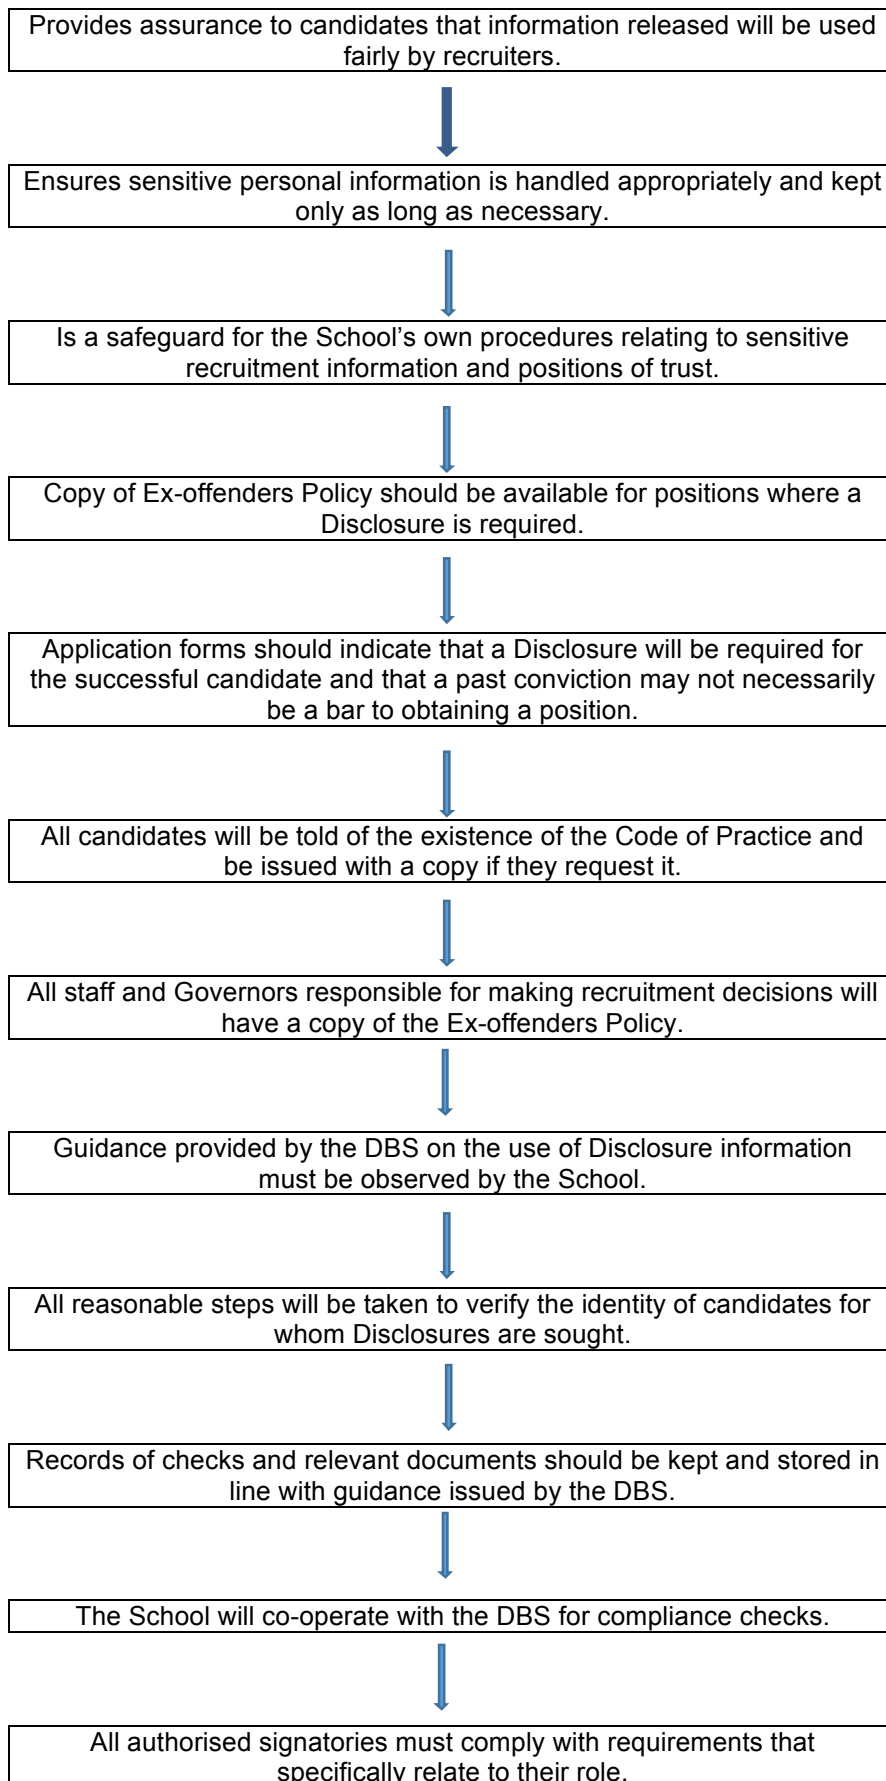 Provides assurance to candidates that information released will be used
fairly by recruiters.
Ensures sensitive personal information is handled appropriately and kept
only as long as necessary.
Is a safeguard for the School’s own procedures relating to sensitive
recruitment information and positions of trust.
Copy of Ex-offenders Policy should be available for positions where a
Disclosure is required.
Application forms should indicate that a Disclosure will be required for
the successful candidate and that a past conviction may not necessarily
be a bar to obtaining a position.
All candidates will be told of the existence of the Code of Practice and
be issued with a copy if they request it.
All staff and Governors responsible for making recruitment decisions will
have a copy of the Ex-offenders Policy.
Guidance provided by the DBS on the use of Disclosure information
must be observed by the School.
All reasonable steps will be taken to verify the identity of candidates for
whom Disclosures are sought.
Records of checks and relevant documents should be kept and stored in
line with guidance issued by the DBS.
The School will co-operate with the DBS for compliance checks.
All authorised signatories must comply with requirements that
specifically relate to their role.